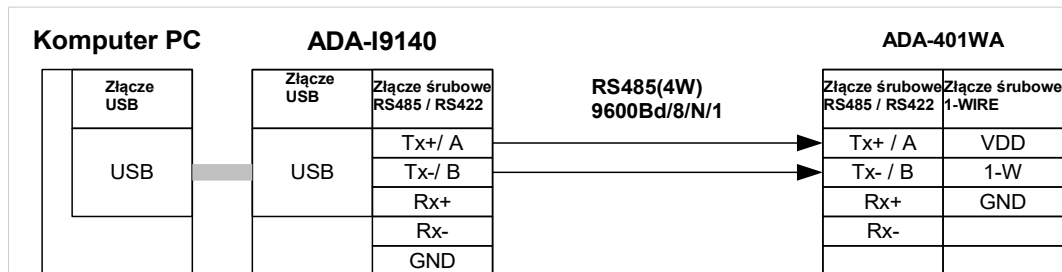 Komputer PC
ADA-I9140
ADA-401WA
Złącze
USB
Złącze
USB
Złącze śrubowe
RS485 / RS422
RS485(4W)
9600Bd/8/N/1
Złącze śrubowe
RS485 / RS422
Złącze śrubowe
1-WIRE
USB
USB
Tx+/ A
Tx-/ B
Rx+
Rx-
GND
Tx+ / A
Tx- / B
Rx+
Rx-
VDD
1-W
GND